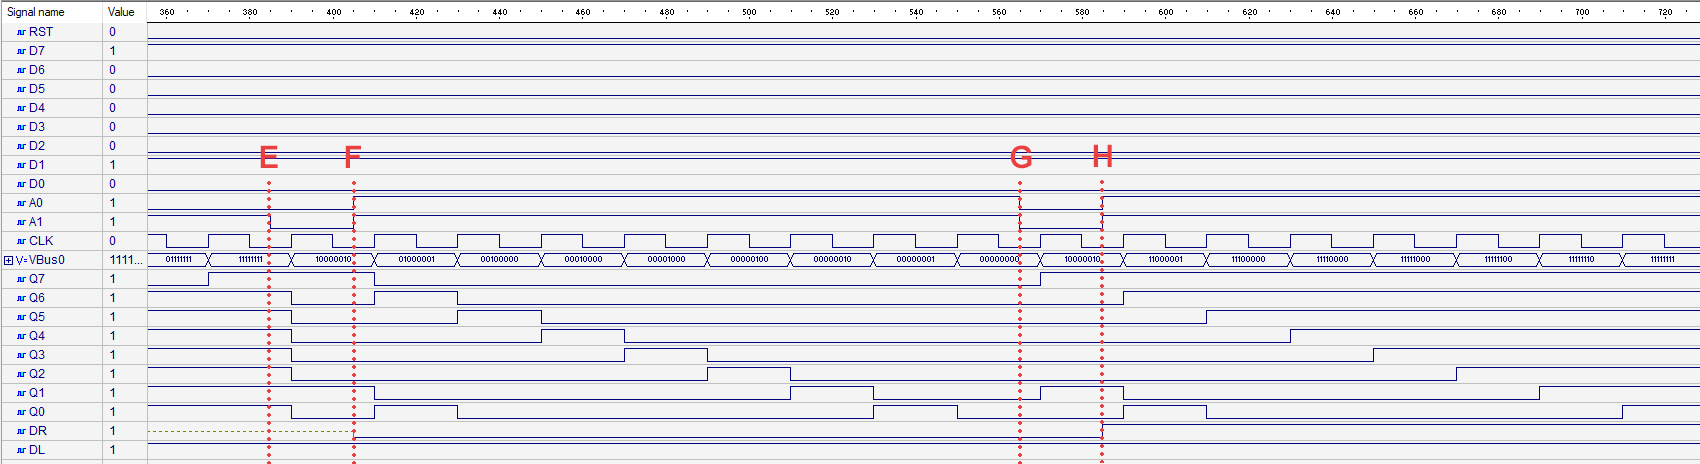 Signal name Value 360 380 400 420 440 460 480 500 520 540 560 580 600 620 640 660 680 700 720
RST 0
D7 1
D6 0
D5 0
D4 0
D3 0
D2 0
E F G H
D1 1
D0 0
A0 1
A1 1
CLK 0
V= VBus0 1111... 01111111 11111111 10000010 01000001 00100000 00010000 00001000 00000100 00000010 00000001 00000000 10000010 11000001 11100000 11110000 11111000 11111100 11111110 11111111
Q7 1
Q6 1
Q5 1
Q4 1
Q3 1
Q2 1
Q1 1
Q0 1
DR 1
DL 1